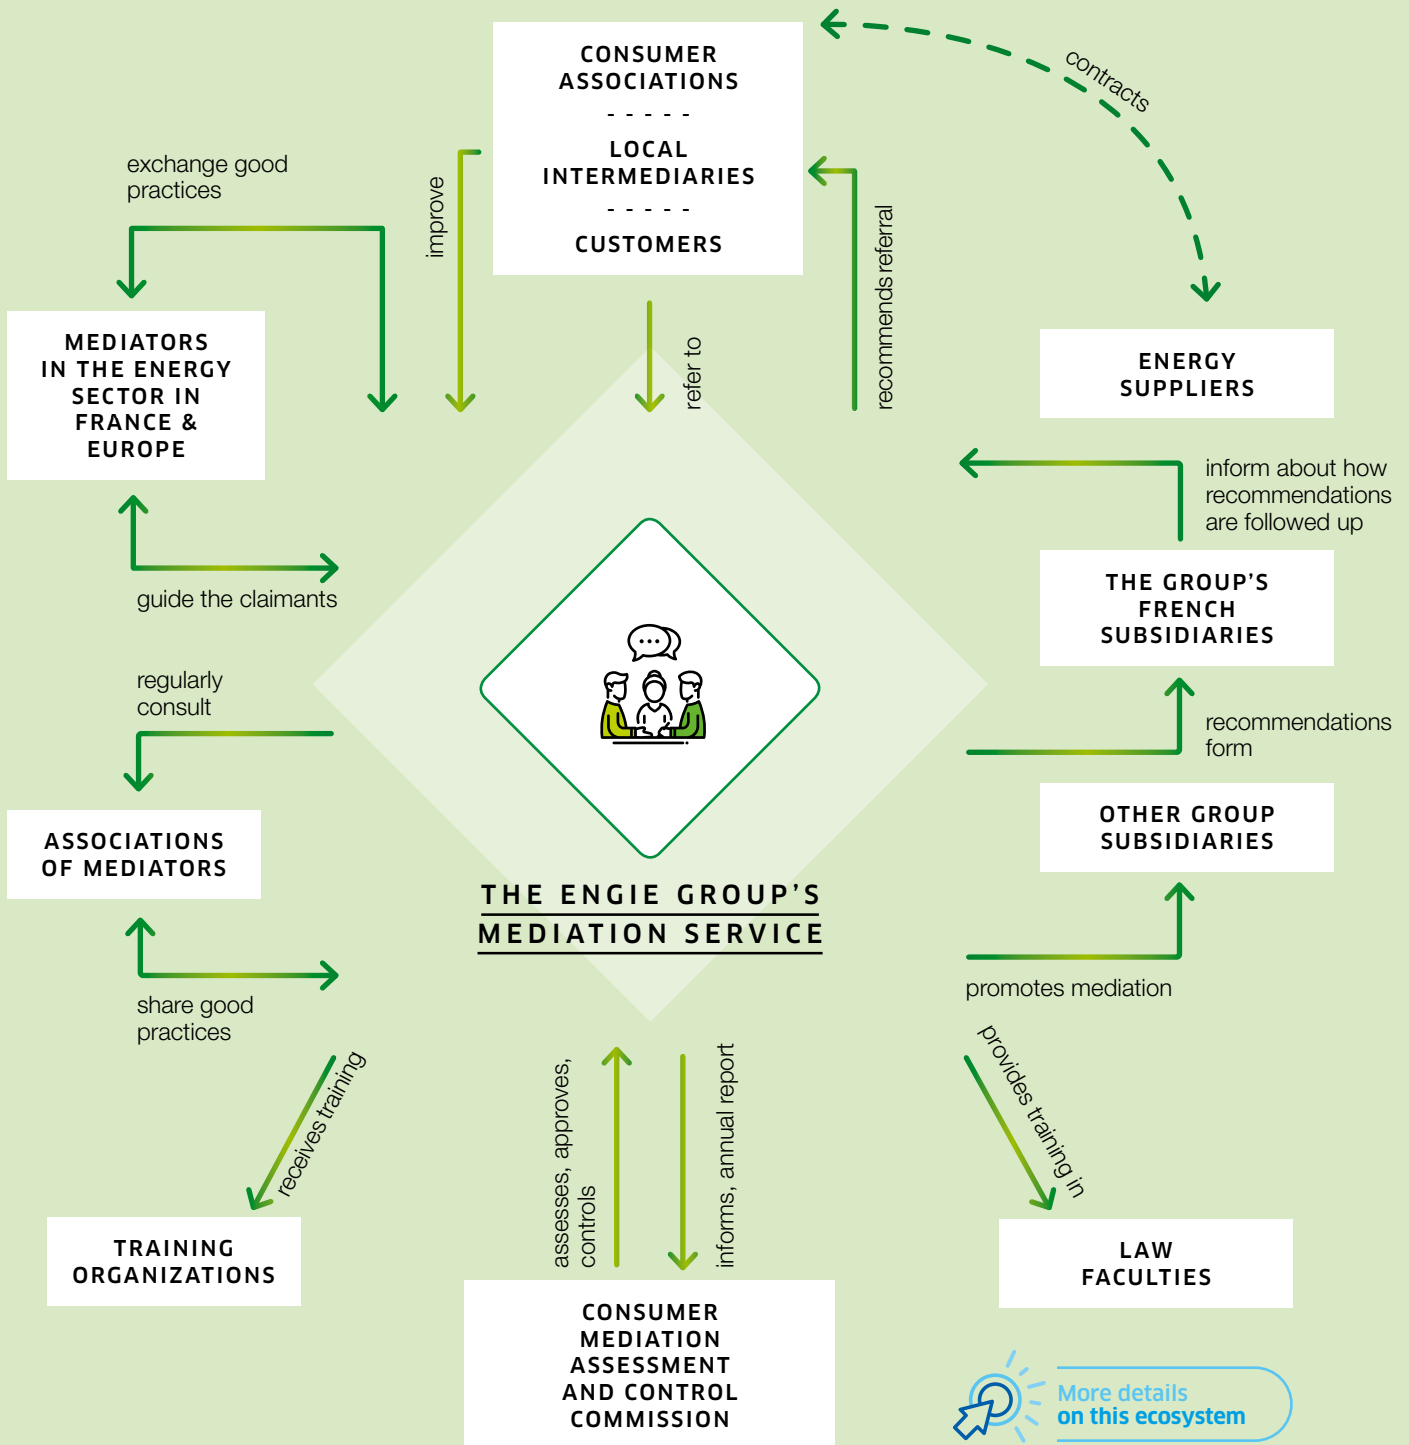 CONSUMER
ASSOCIATIONS
- - - - -
LOCAL
INTERMEDIARIES
- - - - -
CUSTOMERS
contracts
exchange good
practices
improve
refer to
recommends referral
MEDIATORS
IN THE ENERGY
SECTOR IN
FRANCE &
EUROPE
ENERGY
SUPPLIERS
inform about how
recommendations
are followed up
guide the claimants
THE GROUP’S
FRENCH
SUBSIDIARIES
regularly
consult
recommendations
form
ASSOCIATIONS
OF MEDIATORS
OTHER GROUP
SUBSIDIARIES
THE ENGIE GROUP’S
MEDIATION SERVICE
share good
practices
promotes mediation
receives training
assesses, approves,
controls
informs, annual report
provides training in
TRAINING
ORGANIZATIONS
LAW
FACULTIES
CONSUMER
MEDIATION
ASSESSMENT
AND CONTROL
COMMISSION
More details
on this ecosystem